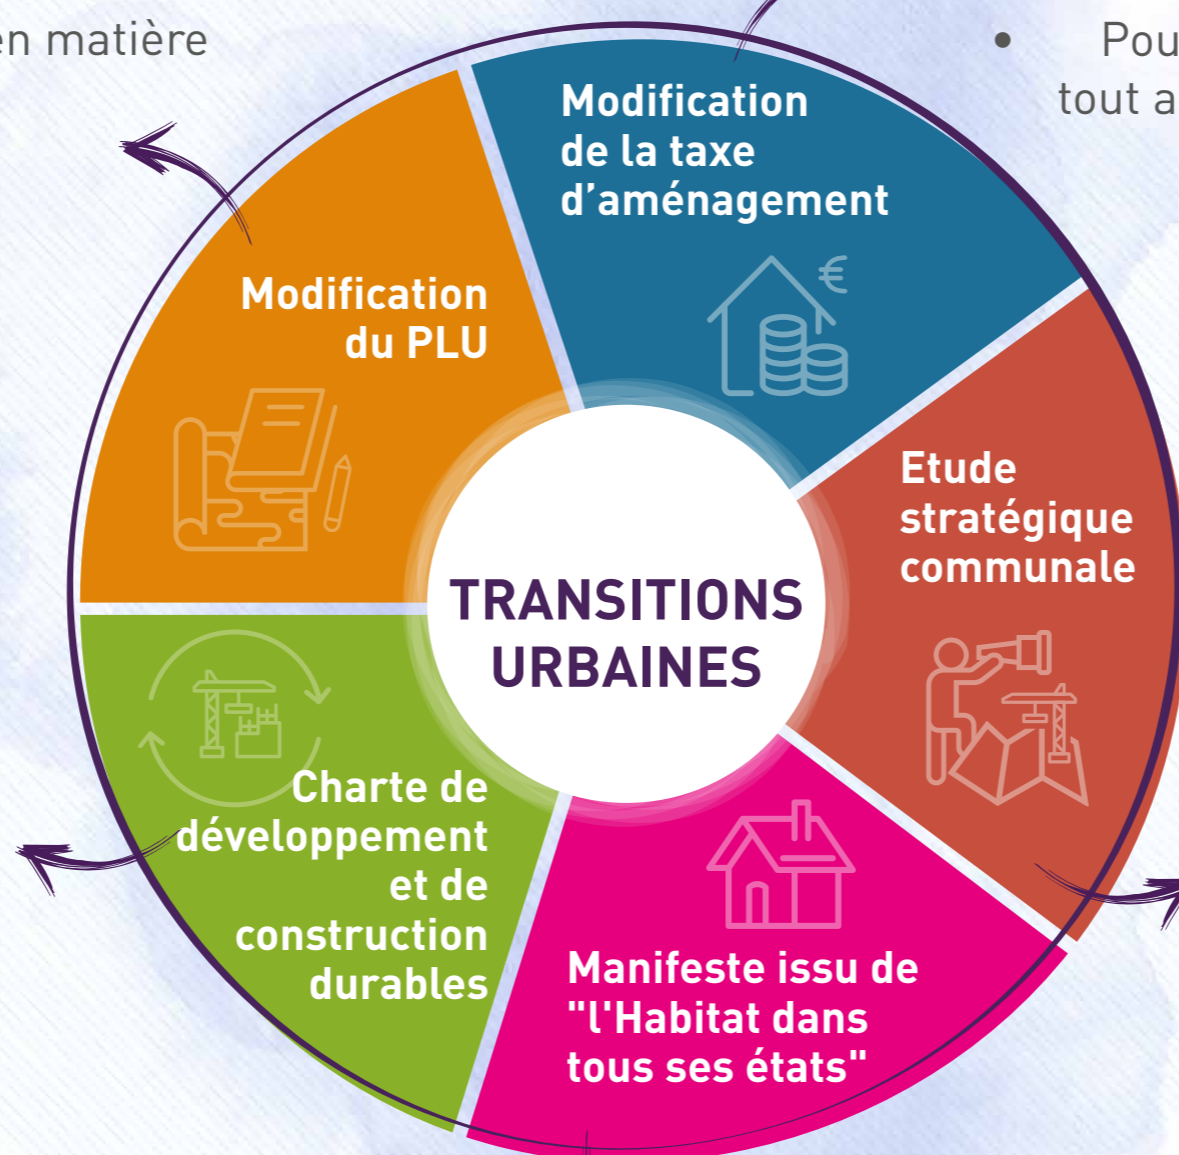 en matière
• Pou
tout a
Modification
de la taxe
d’aménagement
€
Modification
du PLU
Etude
stratégique
communale
TRANSITIONS
URBAINES
Charte de
développement
et de
construction
durables
Manifeste issu de
"l'Habitat dans
tous ses états"